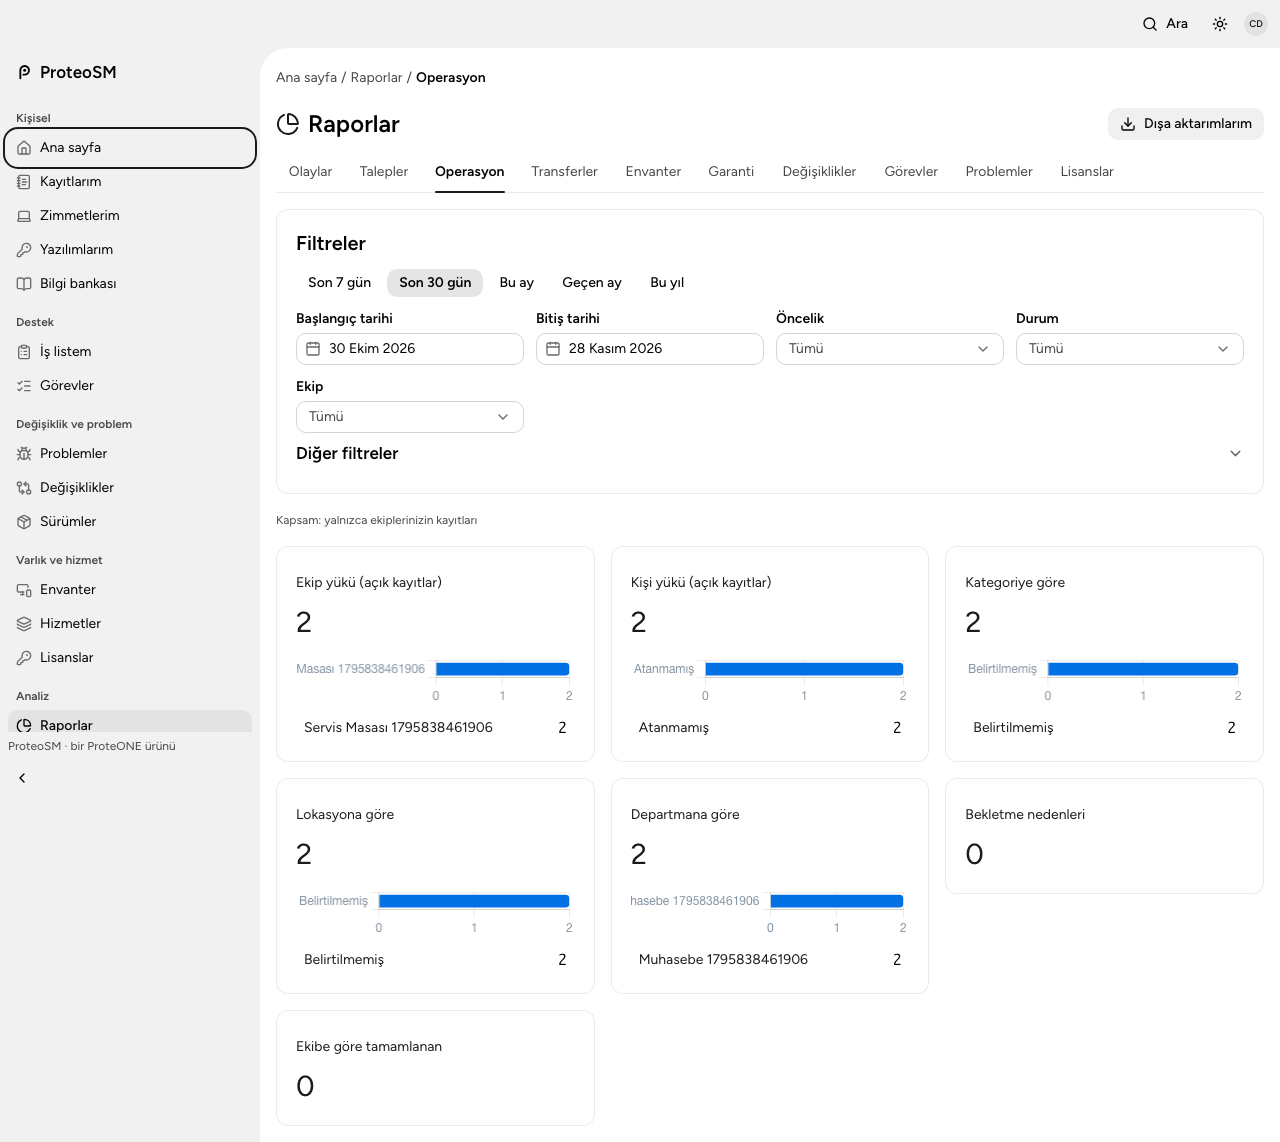 Ara
CD
ProteoSM
Kişisel
Ana sayfa
Kayıtlarım
Zimmetlerim
Yazılımlarım
Bilgi bankası
Destek
İş listem
Görevler
Değişiklik ve problem
Problemler
Değişiklikler
Sürümler
Varlık ve hizmet
Envanter
Hizmetler
Lisanslar
Analiz
Raporlar
ProteoSM · bir ProteONE ürünü
Ana sayfa / Raporlar / Operasyon
Raporlar
Dışa aktarımlarım
Olaylar Talepler Operasyon Transferler Envanter Garanti Değişiklikler Görevler Problemler Lisanslar
Filtreler
Son 7 gün Son 30 gün Bu ay Geçen ay Bu yıl
Başlangıç tarihi Bitiş tarihi Öncelik Durum
30 Ekim 2026 28 Kasım 2026 Tümü Tümü
Ekip
Tümü
Diğer filtreler
Kapsam: yalnızca ekiplerinizin kayıtları
Ekip yükü (açık kayıtlar)
2
Masası 1795838461906
0 1 2
Servis Masası 1795838461906 2
Kişi yükü (açık kayıtlar)
2
Atanmamış
0 1 2
Atanmamış 2
Kategoriye göre
2
Belirtilmemiş
0 1 2
Belirtilmemiş 2
Lokasyona göre
2
Belirtilmemiş
0 1 2
Belirtilmemiş 2
Departmana göre
2
hasebe 1795838461906
0 1 2
Muhasebe 1795838461906 2
Bekletme nedenleri
0
Ekibe göre tamamlanan
0